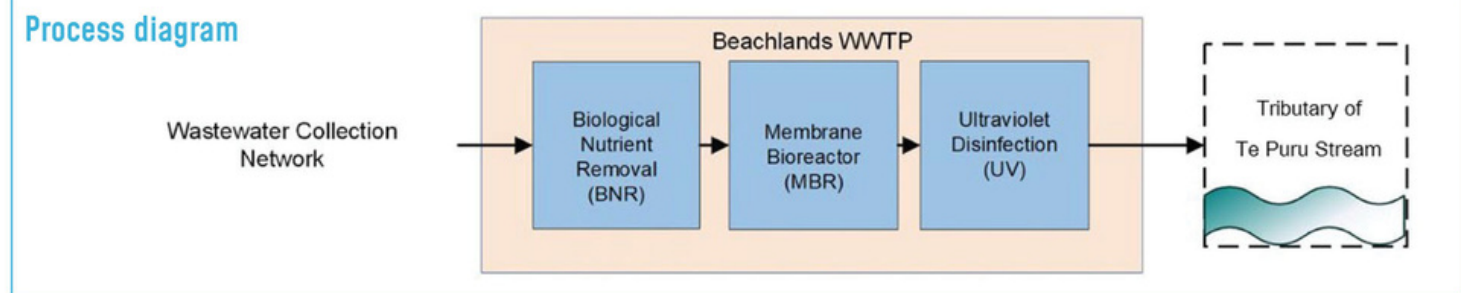 Process diagram
Beachlands WWTP
Wastewater Collection
Network
Biological
Nutrient
Removal
(BNR)
Membrane
Bioreactor
(MBR)
Ultraviolet
Disinfection
(UV)
Tributary of
Te Puru Stream